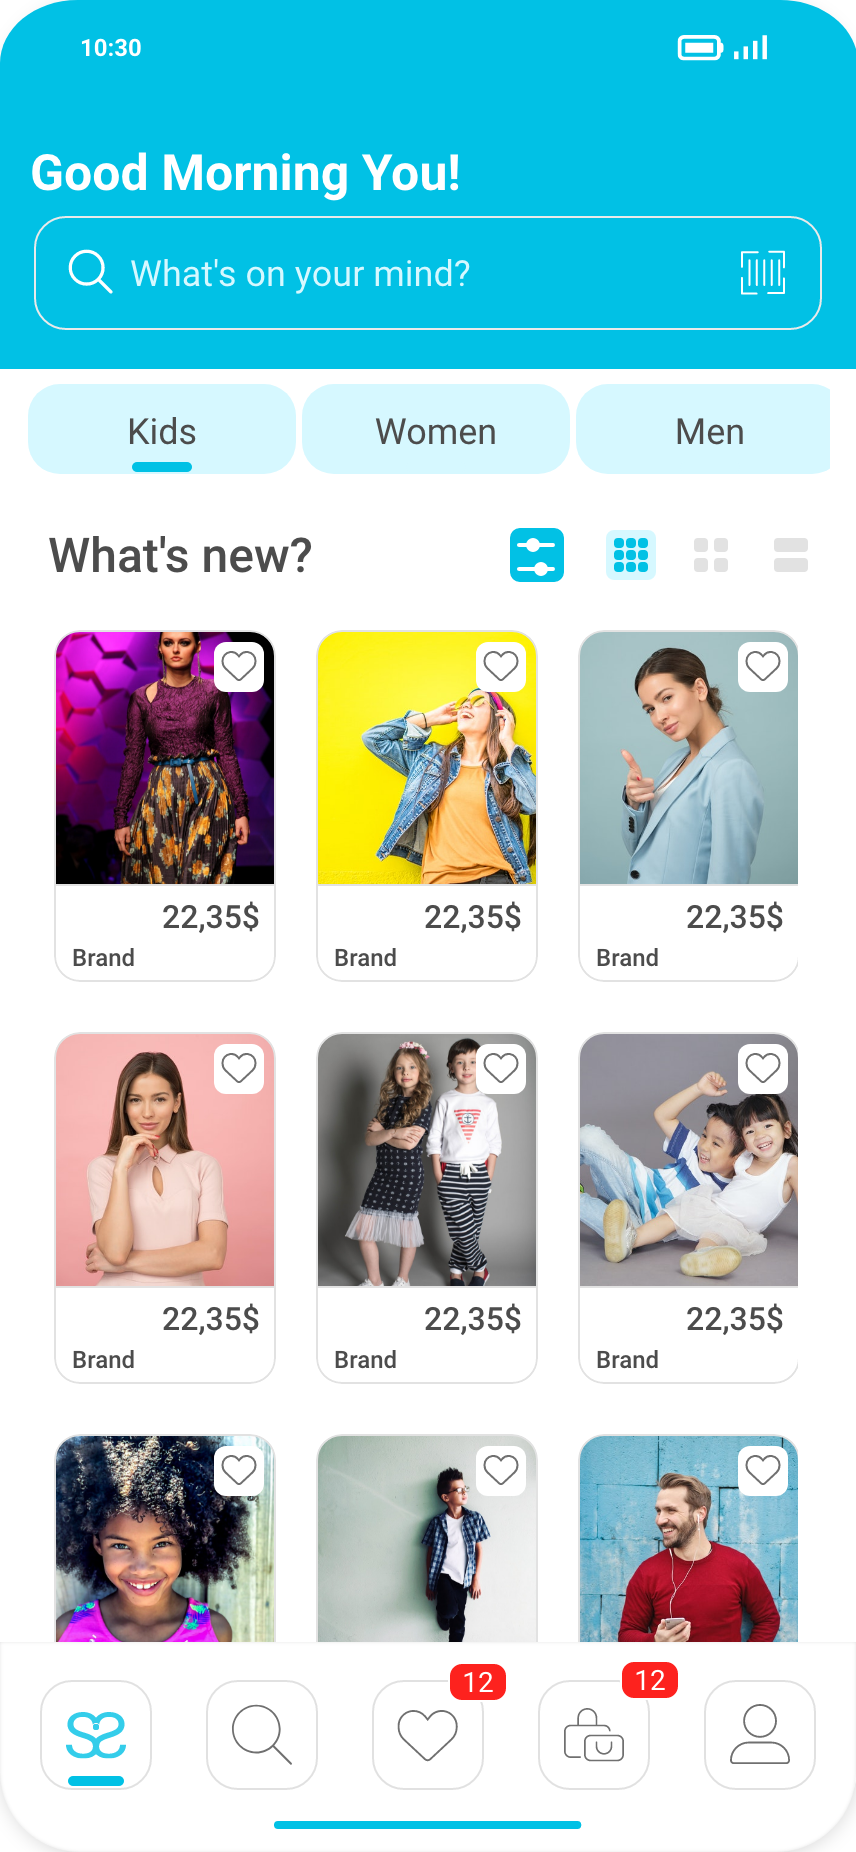 10:30
Good Morning You!
What's on your mind?
Kids Women Men
What's new?
22,35$ 22,35$ 22,35$
Brand Brand Brand
22,35$ 22,35$ 22,35$
Brand Brand Brand
12 12